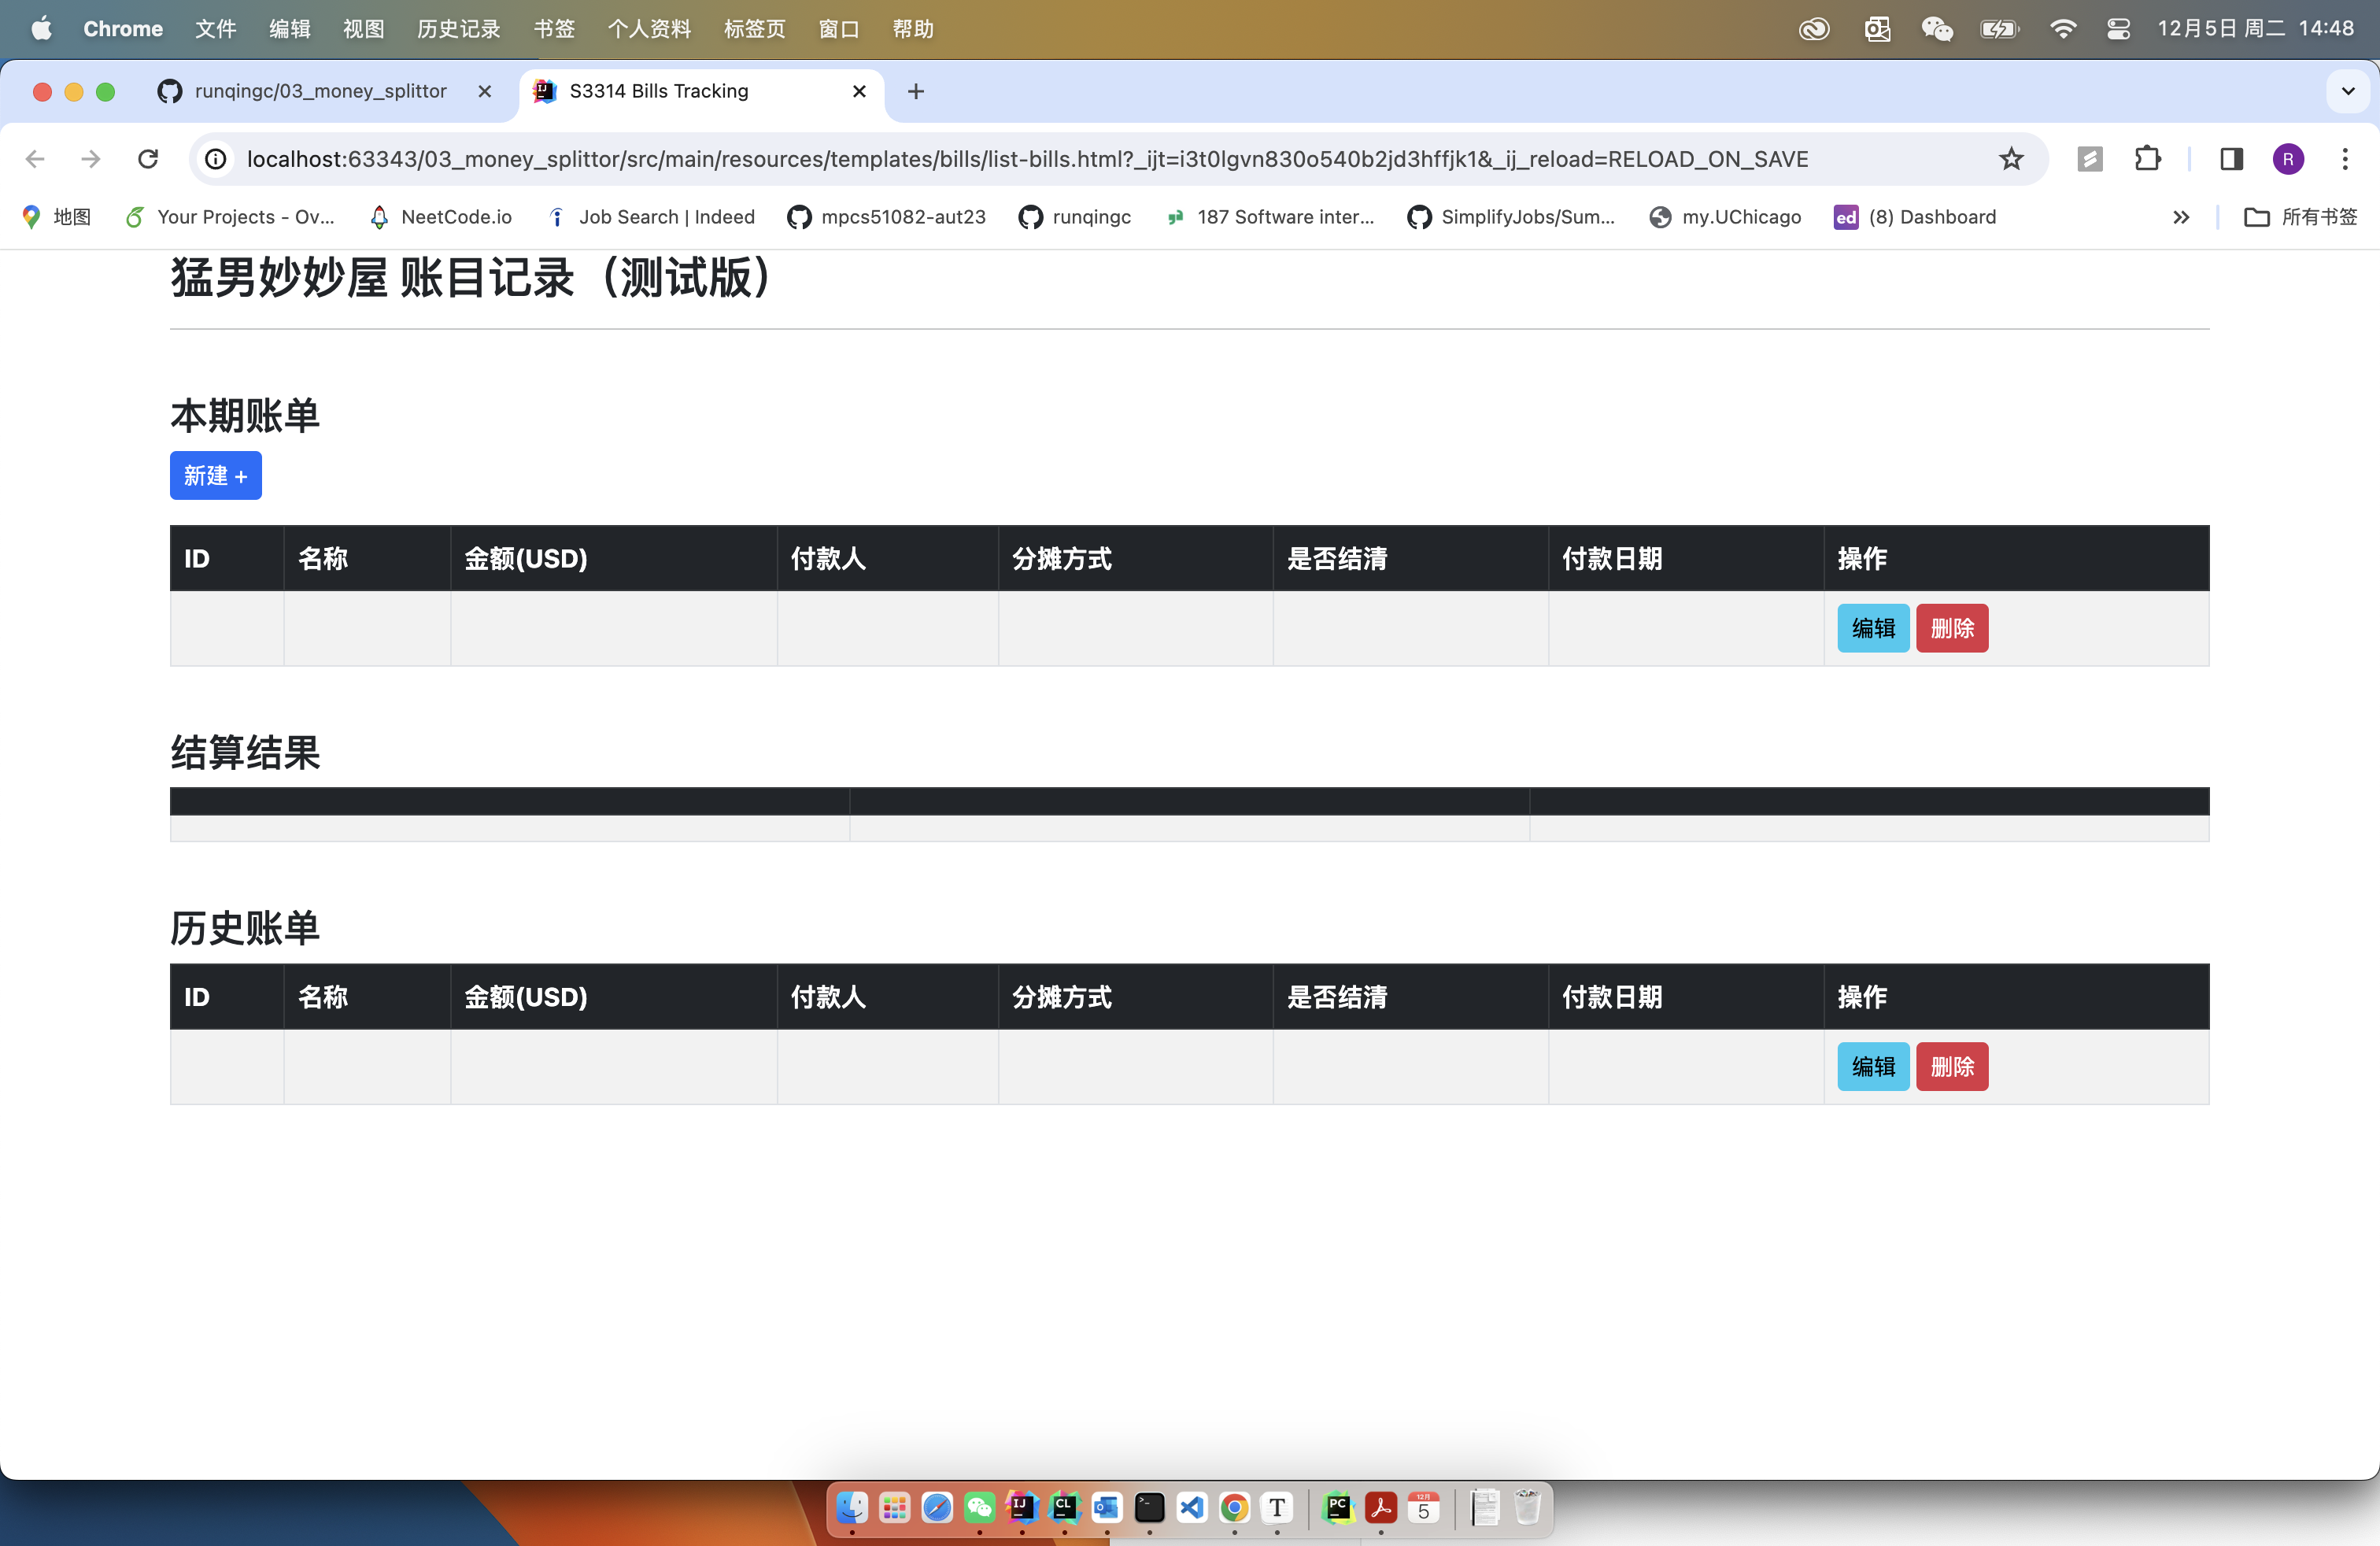 Chrome 文件 编辑 视图 历史记录 书签 个人资料 标签页 窗口 帮助 12月5日 周二 14:48
runqingc/03_money_splittor S3314 Bills Tracking
localhost:63343/03_money_splittor/src/main/resources/templates/bills/list-bills.html?_ijt=i3t0lgvn830o540b2jd3hffjk1&_ij_reload=RELOAD_ON_SAVE R
地图 Your Projects - Ov... NeetCode.io Job Search | Indeed mpcs51082-aut23 runqingc 187 Software inter... SimplifyJobs/Sum... my.UChicago ed (8) Dashboard 所有书签
猛男妙妙屋 账目记录（测试版）
本期账单
新建 +
ID 名称 金额(USD) 付款人 分摊方式 是否结清 付款日期 操作
编辑 删除
结算结果
历史账单
ID 名称 金额(USD) 付款人 分摊方式 是否结清 付款日期 操作
编辑 删除
IJ CL T PC 12月 5